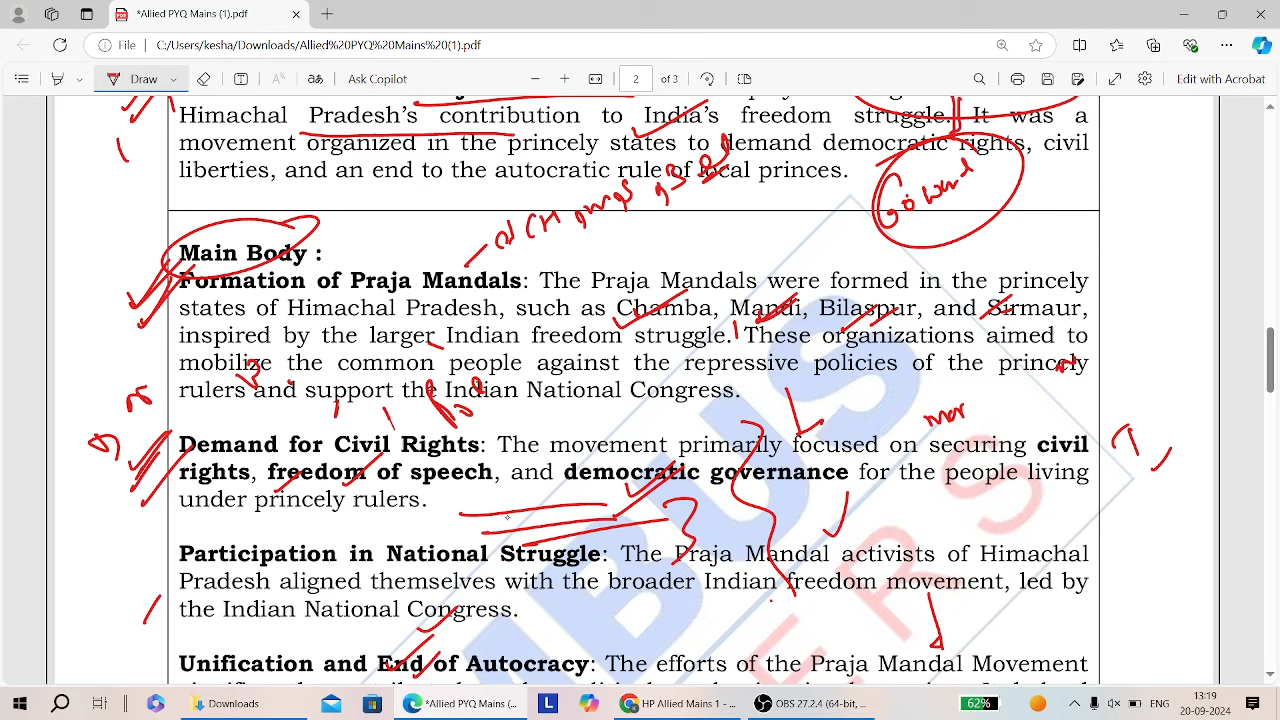 *Allied PYQ Mains (1).pdf
File
C:/Users/kesha/Downloads/Allied%20PYQ%20Mains%20(1).pdf
Draw
Ask Copilot
2
of 3
Edit with Acrobat
Himachal Pradesh's contribution to India's freedom struggle. It was a
movement organized in the princely states to demand democratic rights, civil
liberties, and an end to the autocratic rule of local princes.
Main Body :
Formation of Praja Mandals: The Praja Mandals were formed in the princely
states of Himachal Pradesh, such as Chamba, Mandi, Bilaspur, and Sirmaur,
inspired by the larger Indian freedom struggle. These organizations aimed to
mobilize the common people against the repressive policies of the princely
rulers and support the Indian National Congress.
Demand for Civil Rights: The movement primarily focused on securing civil
rights, freedom of speech, and democratic governance for the people living
under princely rulers.
Participation in National Struggle: The Praja Mandal activists of Himachal
Pradesh aligned themselves with the broader Indian freedom movement, led by
the Indian National Congress.
Unification and End of Autocracy: The efforts of the Praja Mandal Movement
Downloads
*Allied PYQ Mains (
HP Allied Mains 1 -
OBS 27.2.4 (64-bit,
62%
ENG
13:19
20-09-2024